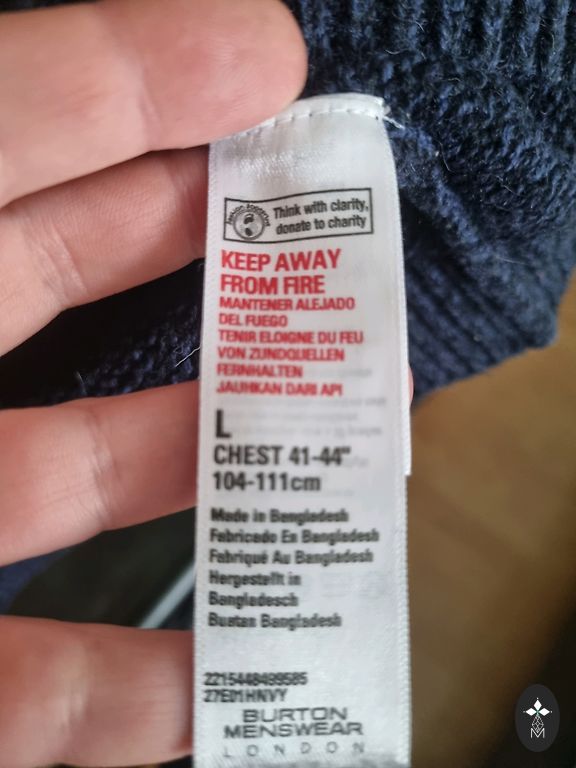 Think with clarity,
donate to charity
KEEP AWAY
FROM FIRE
MANTENER ALEJADO
DEL FUEGO
TENIR ELOIGNE DU FEU
VON ZUNDQUELLEN
FERNHALTEN
JAUHKAN DARI API
L
CHEST 41-44"
104-111cm
Made in Bangladesh
Fabricado En Bangladesh
Fabriqué Au Bangladesh
Hergestellt in
Bangladesch
Buatan Bangladesh
2215448499585
27E01HNVY
BURTON
MENSWEAR
LONDON